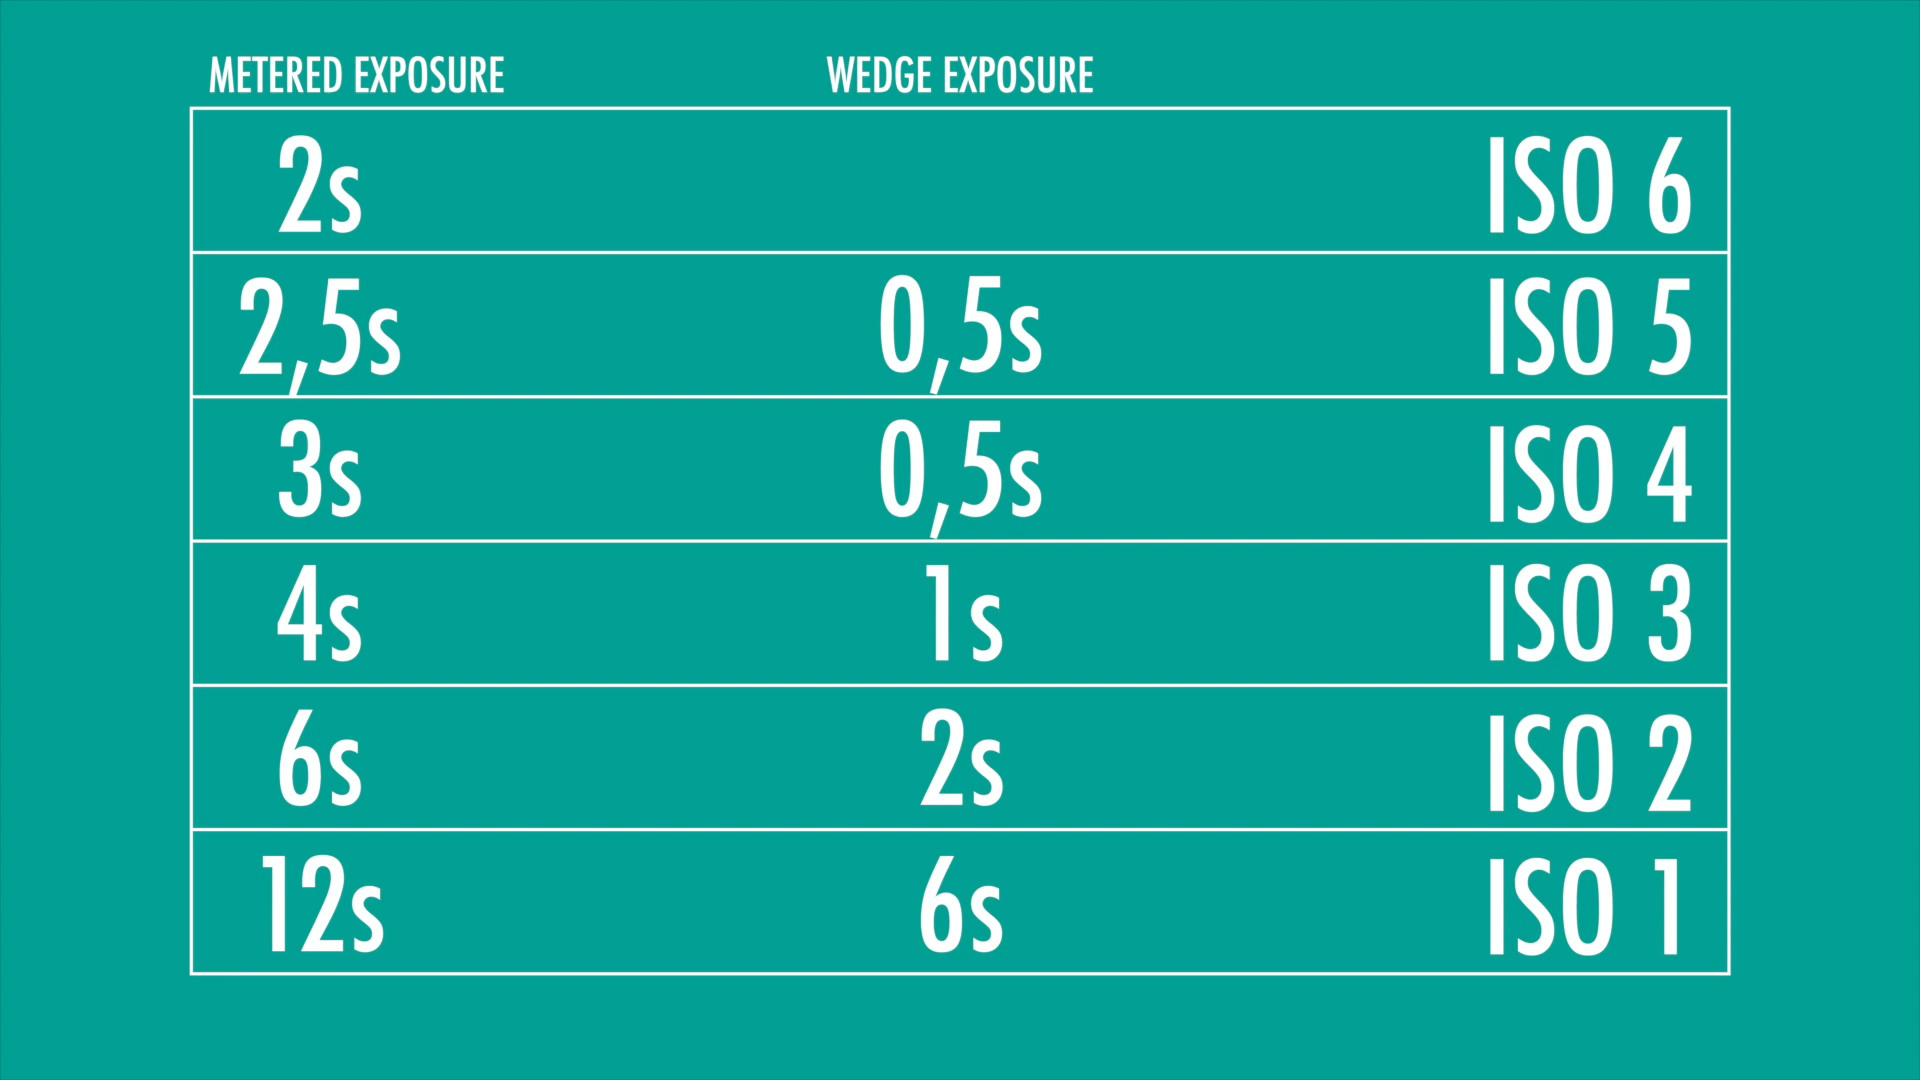 METERED EXPOSURE WEDGE EXPOSURE
2s ISO 6
2,5s 0,5s ISO 5
3s 0,5s ISO 4
4s 1s ISO 3
6s 2s ISO 2
12s 6s ISO 1